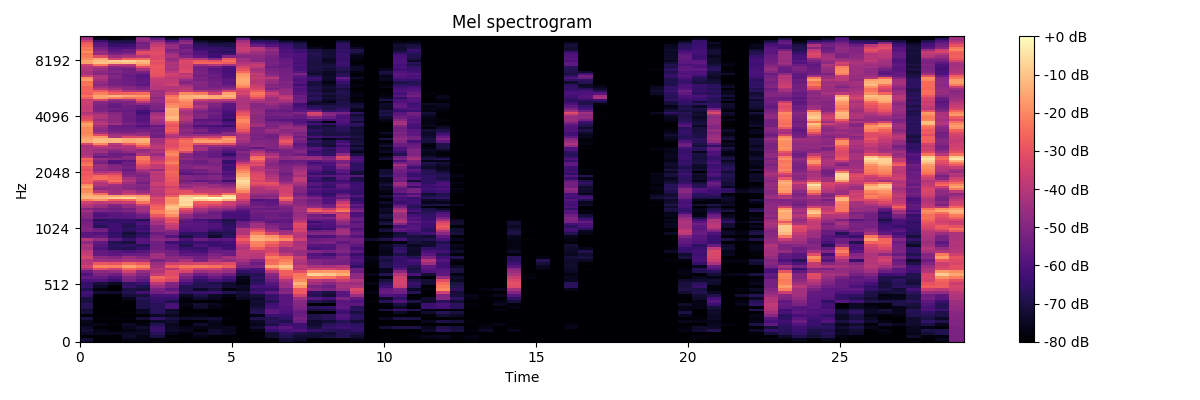 Mel spectrogram
Hz
8192
4096
2048
1024
512
0
0 5 10 15 20 25
Time
+0 dB
-10 dB
-20 dB
-30 dB
-40 dB
-50 dB
-60 dB
-70 dB
-80 dB